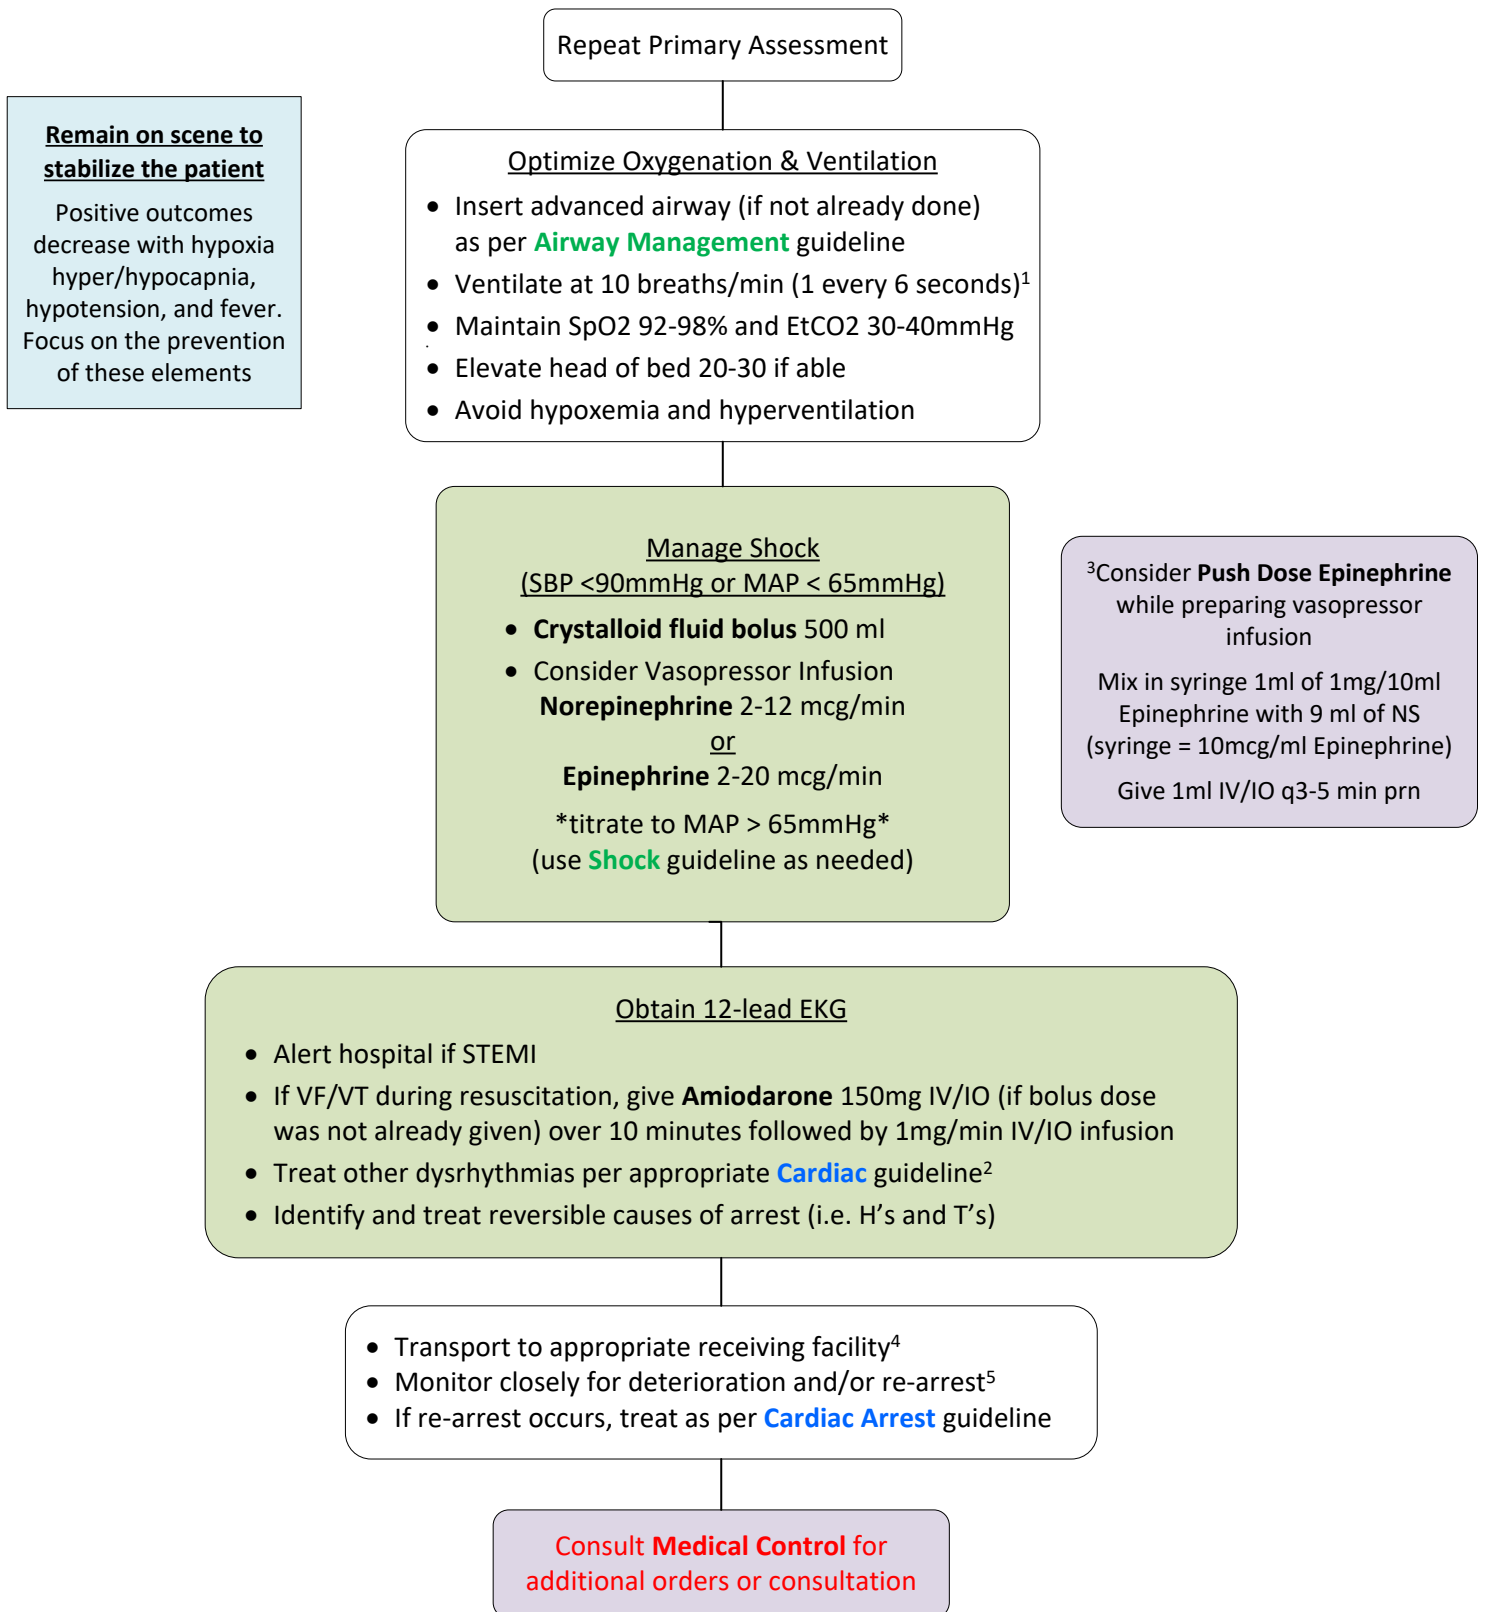 Repeat Primary Assessment
Remain on scene to
stabilize the patient
Positive outcomes
decrease with hypoxia
hyper/hypocapnia,
hypotension, and fever.
Focus on the prevention
of these elements
Optimize Oxygenation & Ventilation
• Insert advanced airway (if not already done)
as per Airway Management guideline
• Ventilate at 10 breaths/min (1 every 6 seconds)¹
• Maintain SpO2 92-98% and EtCO2 30-40mmHg
• Elevate head of bed 20-30 if able
• Avoid hypoxemia and hyperventilation
Manage Shock
(SBP <90mmHg or MAP < 65mmHg)
• Crystalloid fluid bolus 500 ml
• Consider Vasopressor Infusion
Norepinephrine 2-12 mcg/min
or
Epinephrine 2-20 mcg/min
*titrate to MAP > 65mmHg*
(use Shock guideline as needed)
³Consider Push Dose Epinephrine
while preparing vasopressor
infusion
Mix in syringe 1ml of 1mg/10ml
Epinephrine with 9 ml of NS
(syringe = 10mcg/ml Epinephrine)
Give 1ml IV/IO q3-5 min prn
Obtain 12-lead EKG
• Alert hospital if STEMI
• If VF/VT during resuscitation, give Amiodarone 150mg IV/IO (if bolus dose
was not already given) over 10 minutes followed by 1mg/min IV/IO infusion
• Treat other dysrhythmias per appropriate Cardiac guideline²
• Identify and treat reversible causes of arrest (i.e. H’s and T’s)
• Transport to appropriate receiving facility⁴
• Monitor closely for deterioration and/or re-arrest⁵
• If re-arrest occurs, treat as per Cardiac Arrest guideline
Consult Medical Control for
additional orders or consultation